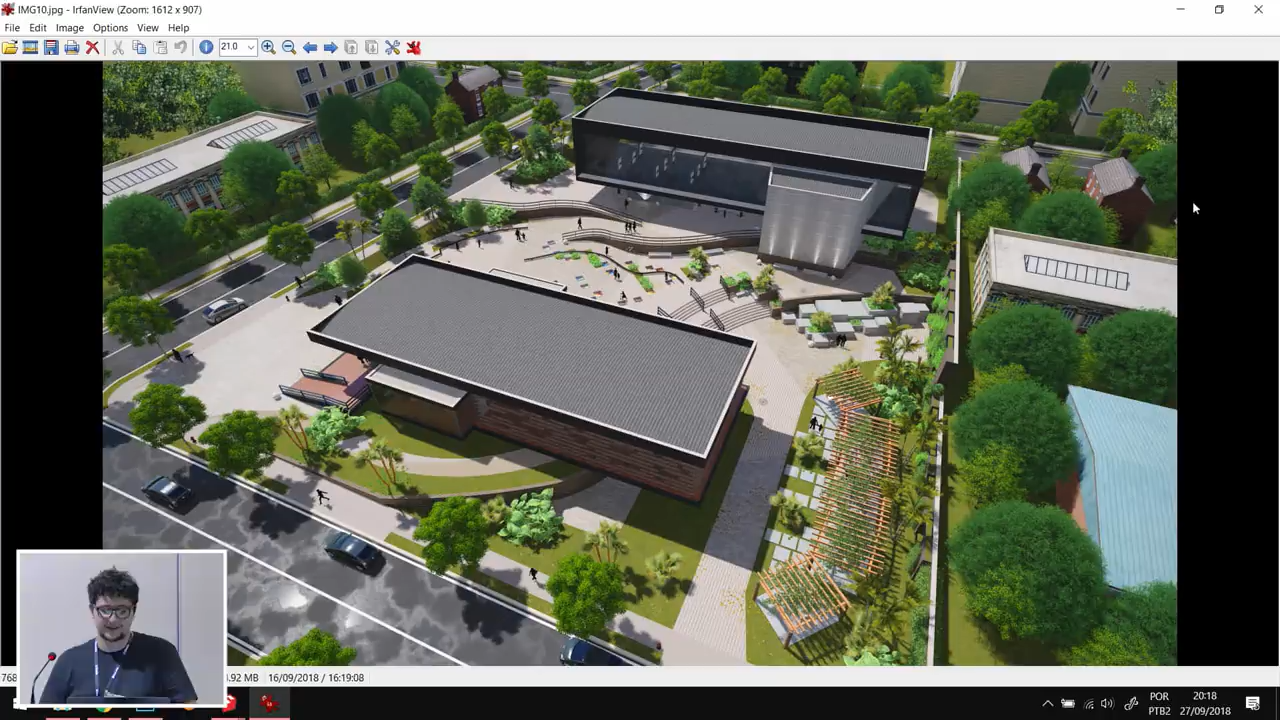 IMG10.jpg - IrfanView (Zoom: 1612 x 907)
File Edit Image Options View Help
21.0
768
.92 MB 16/09/2018 / 16:19:08
POR
PTB2
20:18
27/09/2018